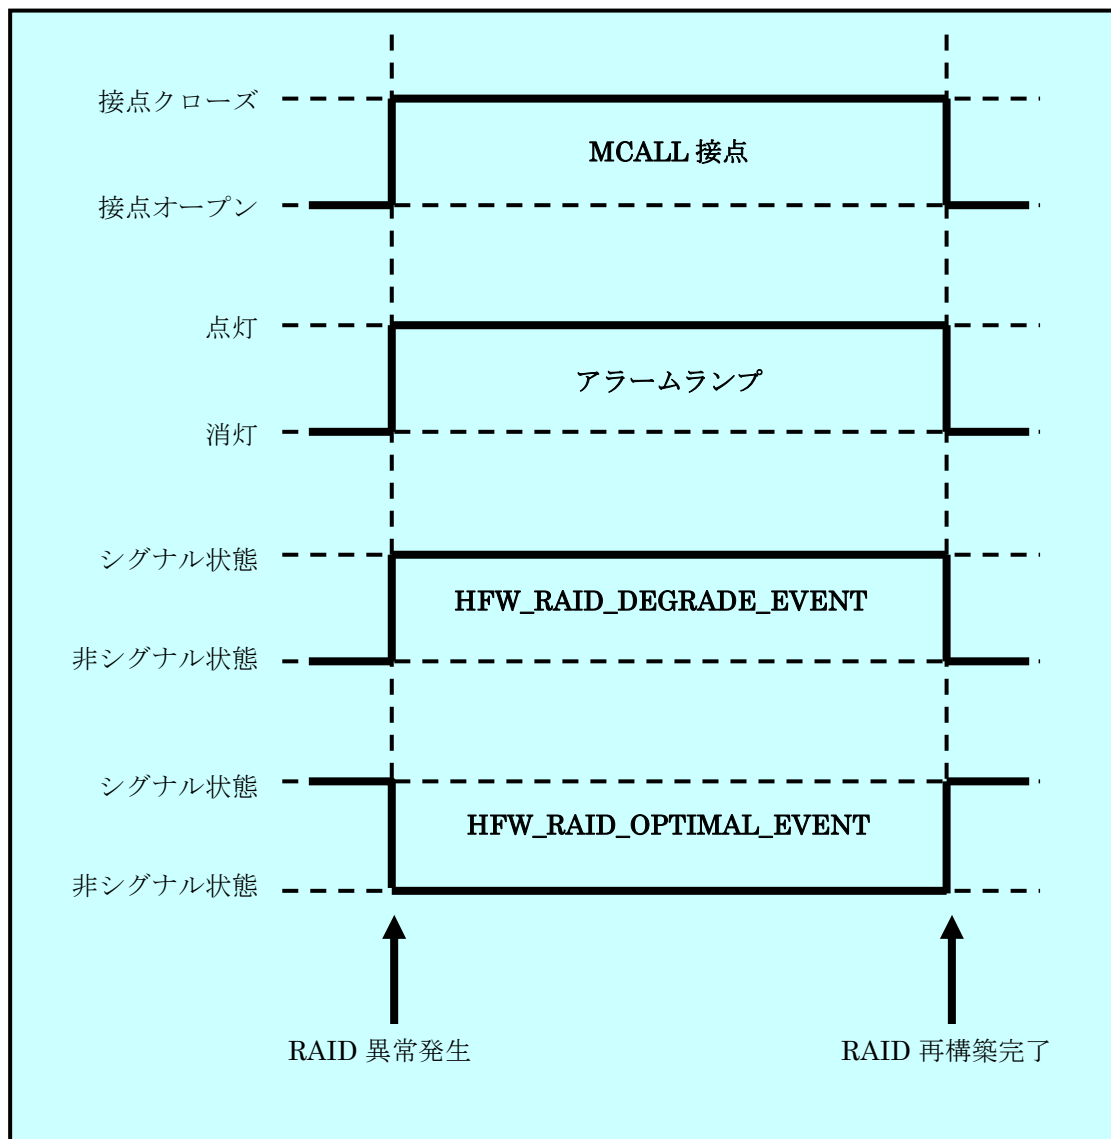 接点クローズ
MCALL 接点
接点オープン
点灯
アラームランプ
消灯
シグナル状態
HFW_RAID_DEGRADE_EVENT
非シグナル状態
シグナル状態
HFW_RAID_OPTIMAL_EVENT
非シグナル状態
RAID 異常発生
RAID 再構築完了